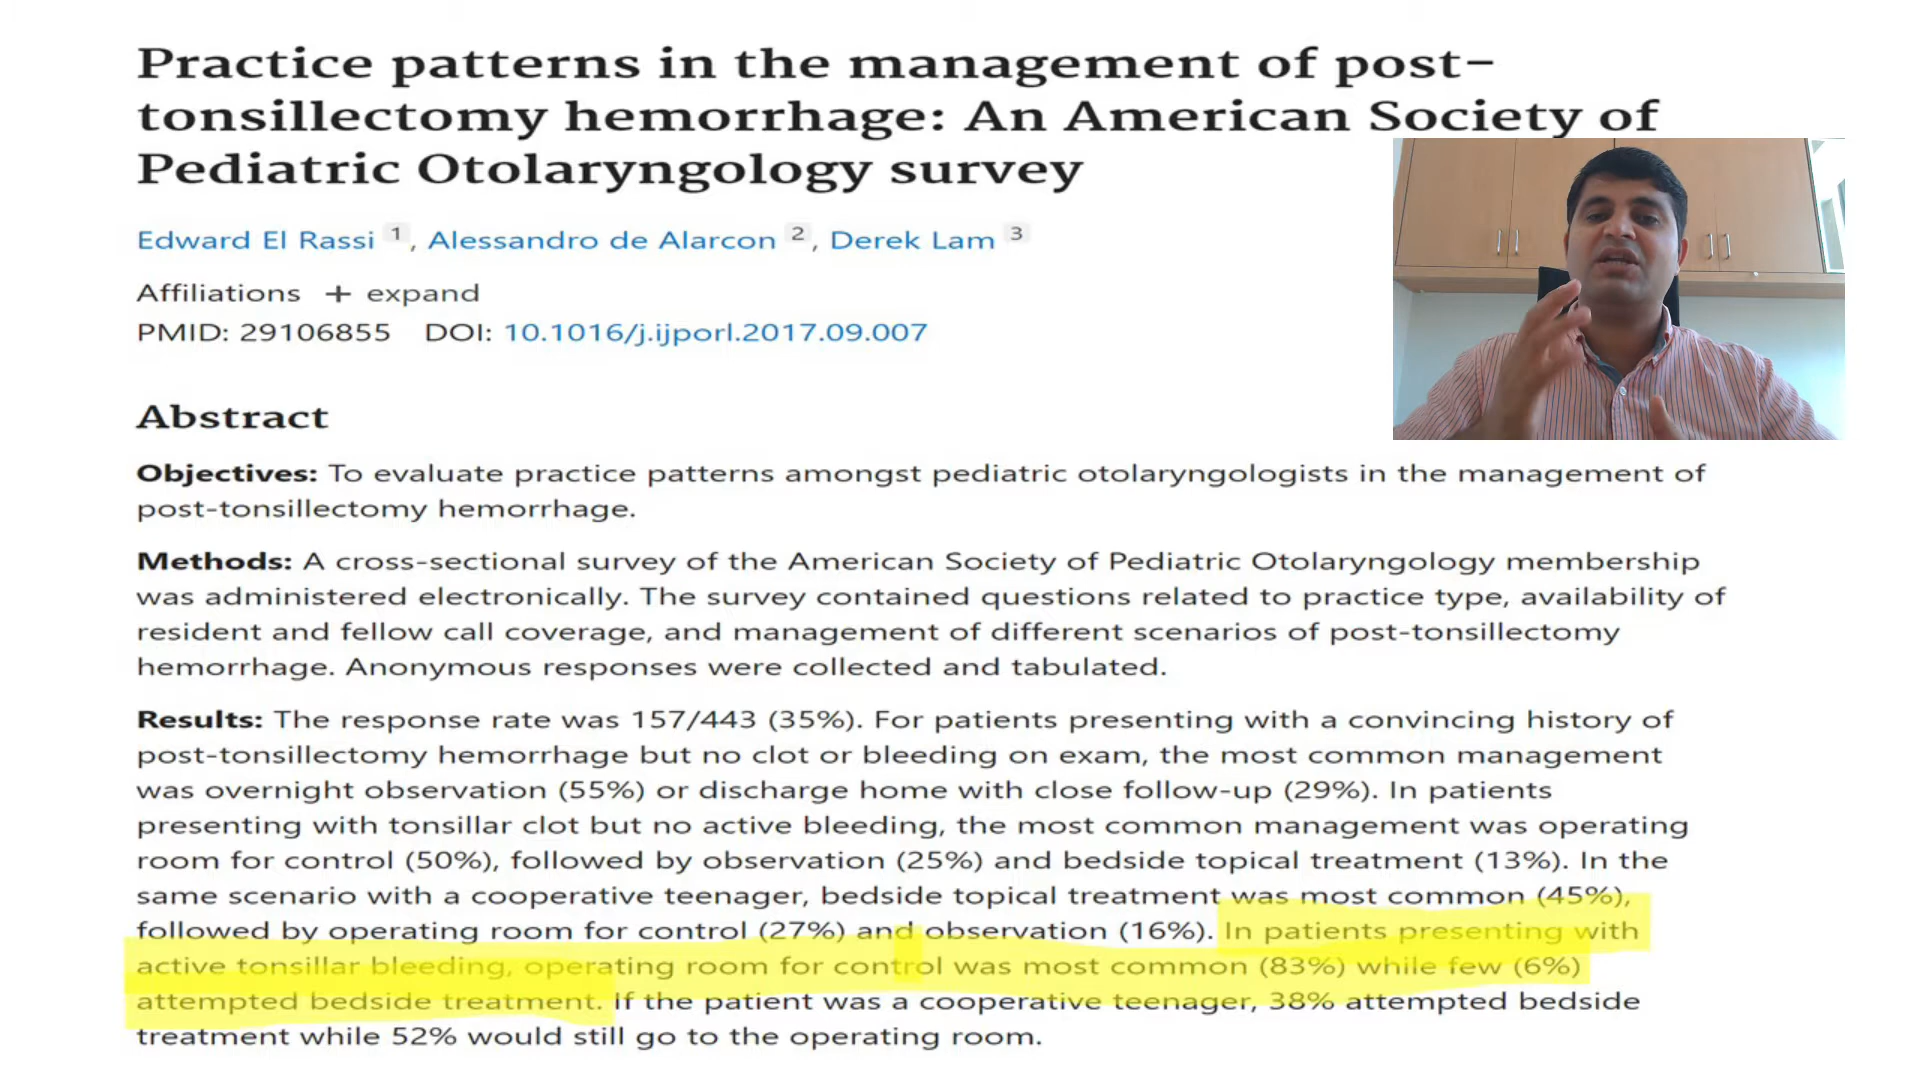 Practice patterns in the management of post-
tonsillectomy hemorrhage: An American Society of
Pediatric Otolaryngology survey
Edward El Rassi 1, Alessandro de Alarcon 2, Derek Lam 3
Affiliations + expand
PMID: 29106855 DOI: 10.1016/j.ijporl.2017.09.007
Abstract
Objectives: To evaluate practice patterns amongst pediatric otolaryngologists in the management of
post-tonsillectomy hemorrhage.
Methods: A cross-sectional survey of the American Society of Pediatric Otolaryngology membership
was administered electronically. The survey contained questions related to practice type, availability of
resident and fellow call coverage, and management of different scenarios of post-tonsillectomy
hemorrhage. Anonymous responses were collected and tabulated.
Results: The response rate was 157/443 (35%). For patients presenting with a convincing history of
post-tonsillectomy hemorrhage but no clot or bleeding on exam, the most common management
was overnight observation (55%) or discharge home with close follow-up (29%). In patients
presenting with tonsillar clot but no active bleeding, the most common management was operating
room for control (50%), followed by observation (25%) and bedside topical treatment (13%). In the
same scenario with a cooperative teenager, bedside topical treatment was most common (45%),
followed by operating room for control (27%) and observation (16%). In patients presenting with
active tonsillar bleeding, operating room for control was most common (83%) while few (6%)
attempted bedside treatment. If the patient was a cooperative teenager, 38% attempted bedside
treatment while 52% would still go to the operating room.